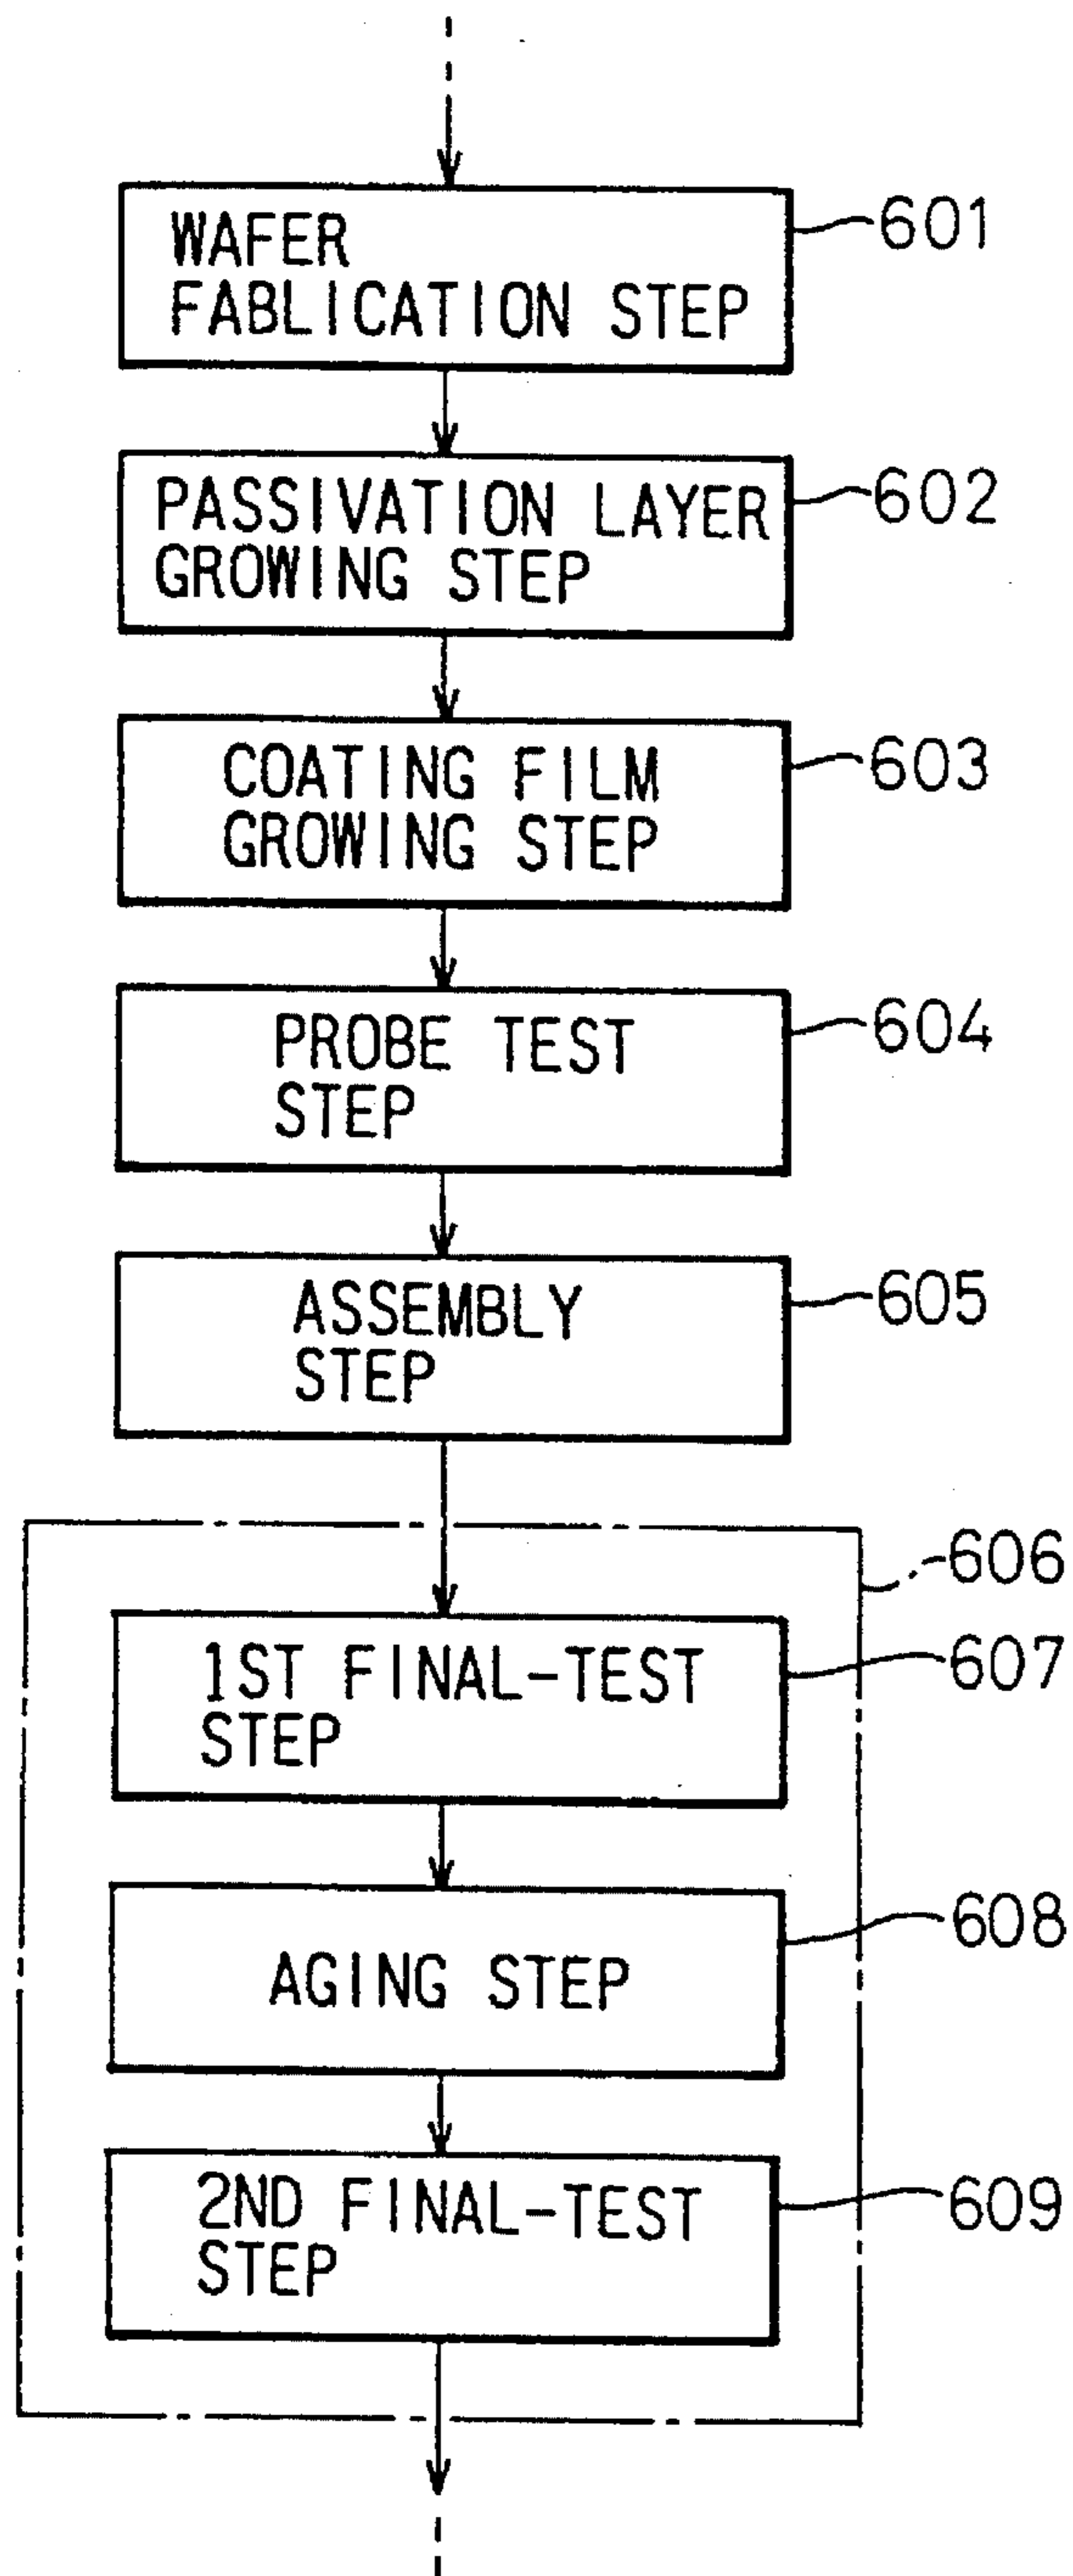 WAFER
FABLICATION STEP
601
PASSIVATION LAYER
GROWING STEP
602
COATING FILM
GROWING STEP
603
PROBE TEST
STEP
604
ASSEMBLY
STEP
605
606
1ST FINAL-TEST
STEP
607
AGING STEP
608
2ND FINAL-TEST
STEP
609